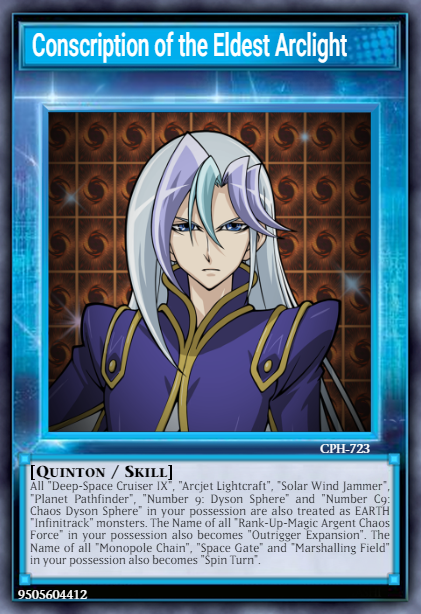 Conscription of the Eldest Arclight
CPH-723
[QUINTON / SKILL]
All "Deep-Space Cruiser IX", "Arcjet Lightcraft", "Solar Wind Jammer",
"Planet Pathfinder", "Number 9: Dyson Sphere" and "Number C9:
Chaos Dyson Sphere" in your possession are also treated as EARTH
"Infinitrack" monsters. The Name of all "Rank-Up-Magic Argent Chaos
Force" in your possession also becomes "Outrigger Expansion". The
Name of all "Monopole Chain", "Space Gate" and "Marshalling Field"
in your possession also becomes "Spin Turn".
9505604412